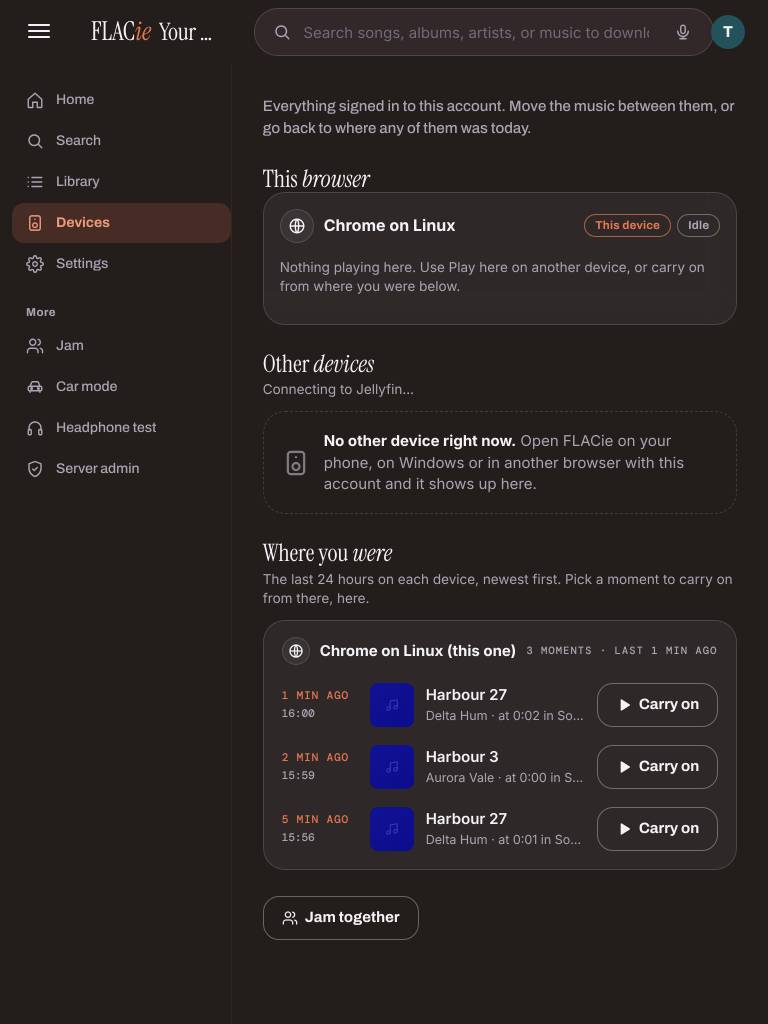 FLACie Your ...
Search songs, albums, artists, or music to downl
T
Home
Search
Library
Devices
Settings
More
Jam
Car mode
Headphone test
Server admin
Everything signed in to this account. Move the music between them, or
go back to where any of them was today.
This browser
Chrome on Linux
This device
Idle
Nothing playing here. Use Play here on another device, or carry on
from where you were below.
Other devices
Connecting to Jellyfin...
No other device right now. Open FLACie on your
phone, on Windows or in another browser with this
account and it shows up here.
Where you were
The last 24 hours on each device, newest first. Pick a moment to carry on
from there, here.
Chrome on Linux (this one)
3 MOMENTS · LAST 1 MIN AGO
1 MIN AGO
16:00
Harbour 27
Delta Hum · at 0:02 in So...
Carry on
2 MIN AGO
15:59
Harbour 3
Aurora Vale · at 0:00 in S...
Carry on
5 MIN AGO
15:56
Harbour 27
Delta Hum · at 0:01 in So...
Carry on
Jam together